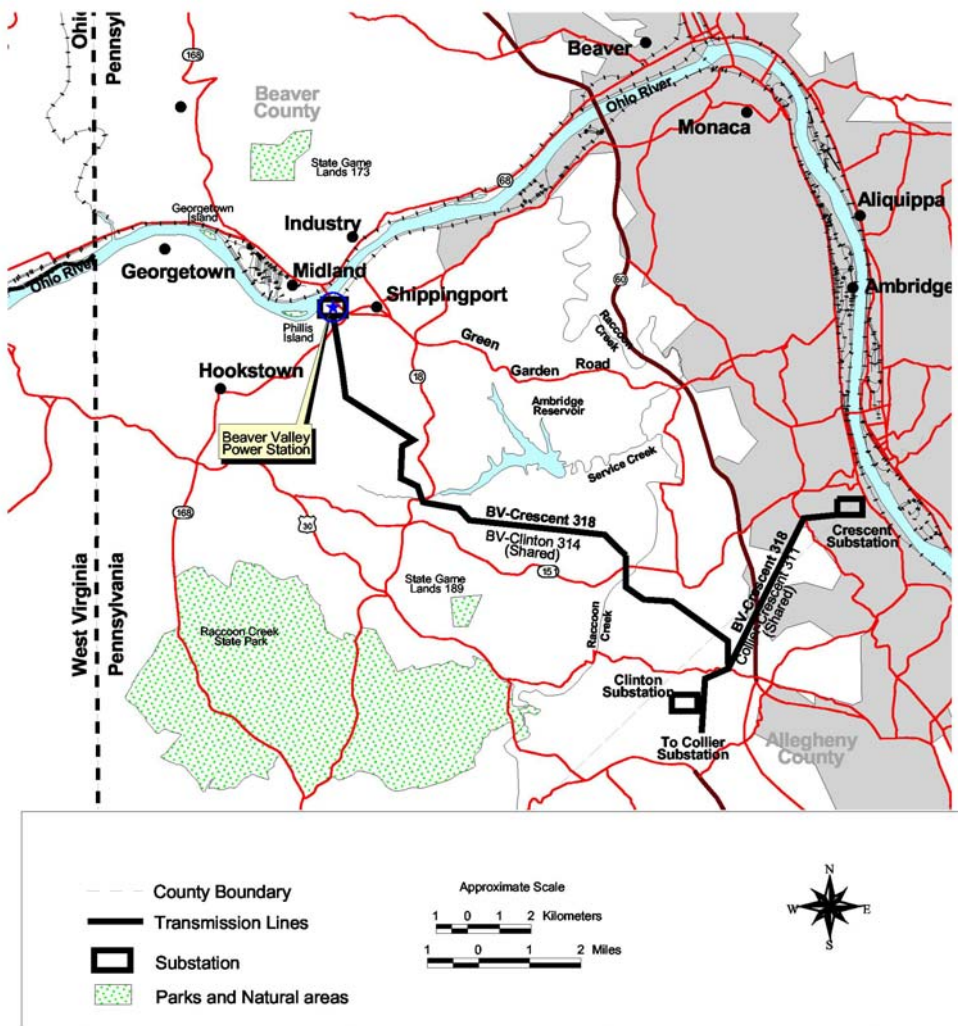 Ohio
Pennsyl
168
Beaver
County
State Game
Lands 173
Beaver
Ohio River
Monaca
68
Aliquippa
Georgetown
Island
Industry
Georgetown
Ohio River
Midland
Shippingport
60
Ambridge
Phillis
Island
Raccoon
Creek
Green
Garden Road
Hookstown
18
Ambridge
Reservoir
Beaver Valley
Power Station
Service Creek
168
30
BV-Crescent 318
BV-Clinton 314
(Shared)
151
Crescent
Substation
BV-Crescent 318
Collier-Crescent 311
(Shared)
State Game
Lands 189
West Virginia
Pennsylvania
Raccoon Creek
State Park
Raccoon
Creek
Clinton
Substation
To Collier
Substation
Allegheny
County
County Boundary
Transmission Lines
Substation
Parks and Natural areas
Approximate Scale
1 0 1 2 Kilometers
1 0 1 2 Miles
N
W E
S